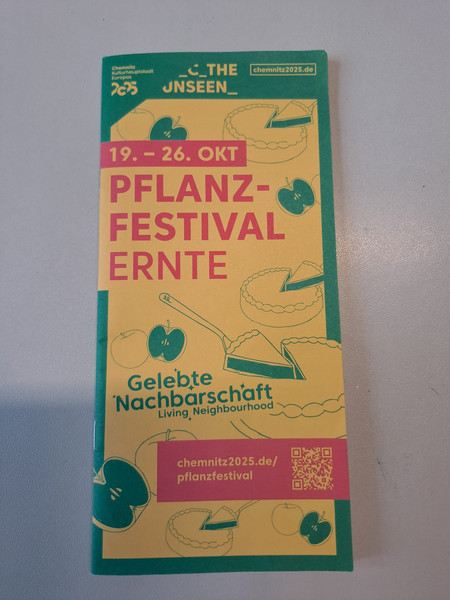 Chemnitz
Kulturhauptstadt
Europas
2025
_C_THE
UNSEEN_
chemnitz2025.de
19. – 26. OKT
PFLANZ-
FESTIVAL
ERNTE
Gelebte
Nachbarschaft
Living Neighbourhood
chemnitz2025.de/
pflanzfestival